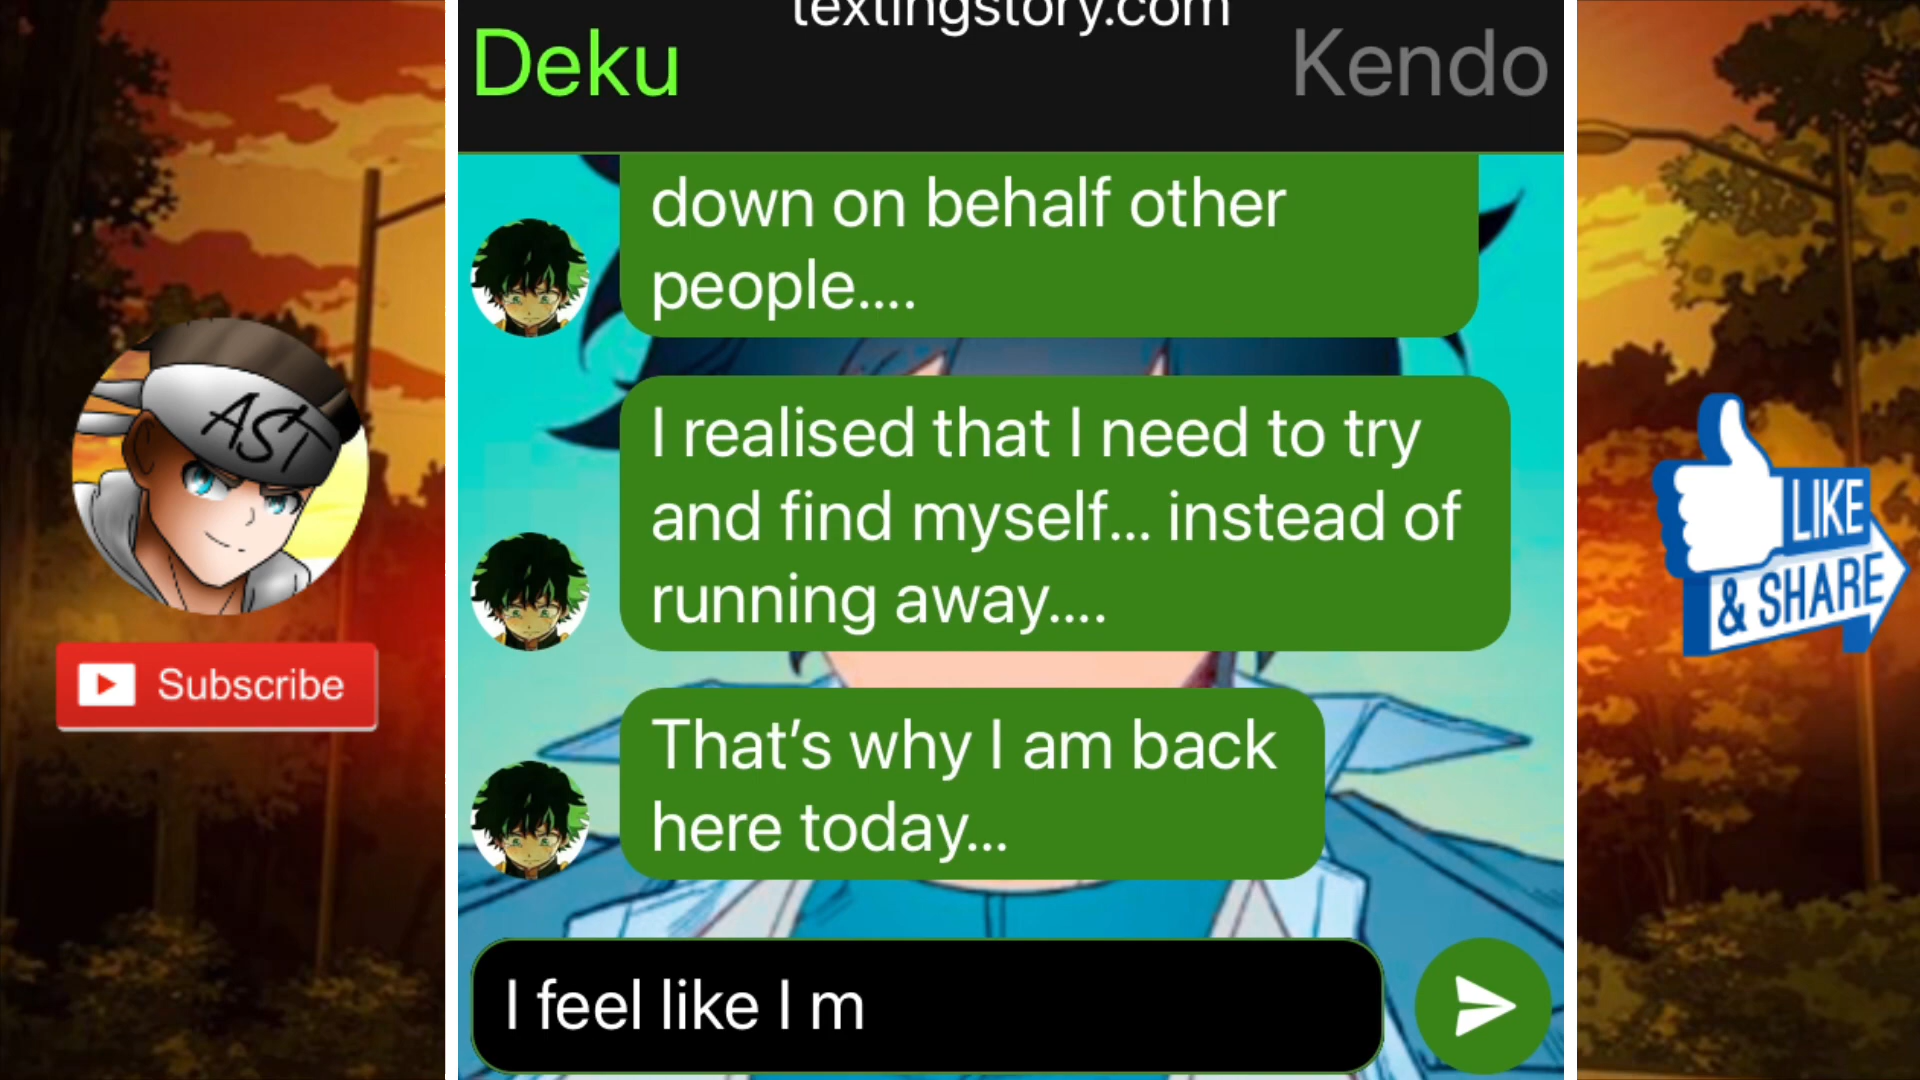 textingstory.com
Deku
Kendo
down on behalf other
people....
I realised that I need to try
and find myself... instead of
running away....
That’s why I am back
here today...
I feel like I m
AST
Subscribe
LIKE
& SHARE